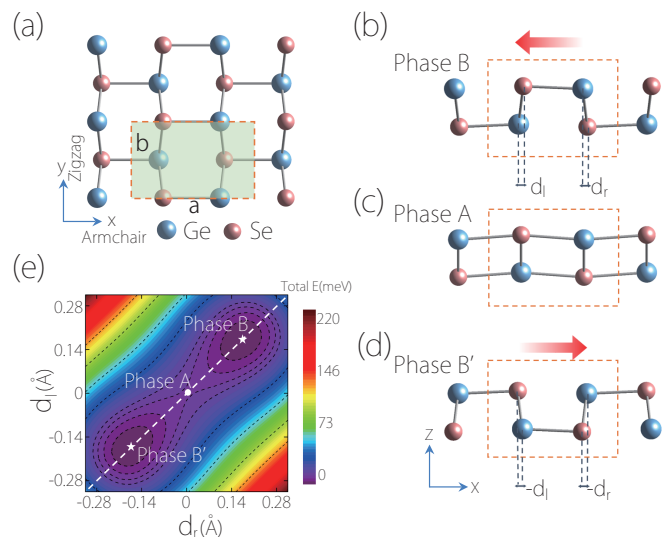 (a)
b
a
y
Zigzag
x
Armchair
Ge
Se
(b)
Phase B
d_l
d_r
(c)
Phase A
(d)
Phase B′
Z
X
-d_l
-d_r
(e)
Total E(meV)
220
146
73
0
0.28
0.14
0
-0.14
-0.28
d_l(Å)
Phase B
Phase A
Phase B′
-0.28 -0.14 0 0.14 0.28
d_r(Å)